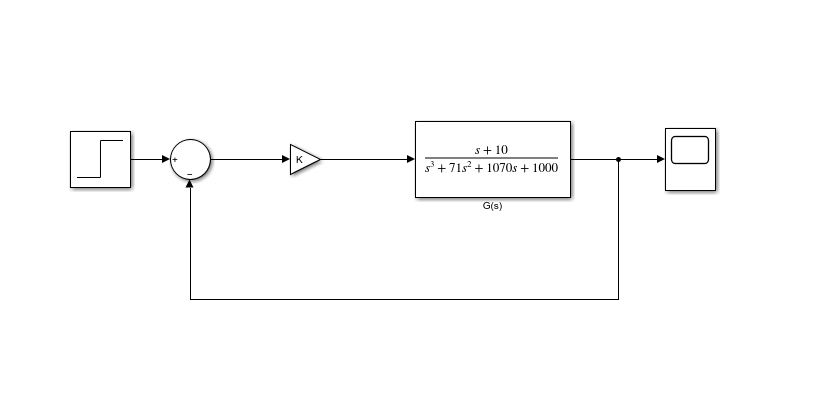 +
−
K
s + 10
s³ + 71s² + 1070s + 1000
G(s)